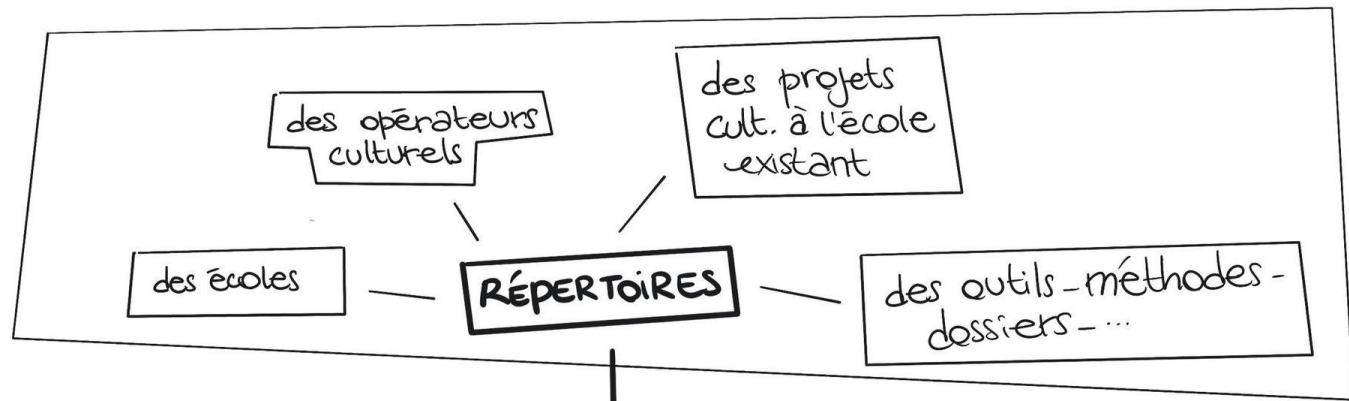 des opérateurs
culturels
des projets
cult. à l'école
existant
des écoles
RÉPERTOIRES
des outils - méthodes -
dossiers - ...